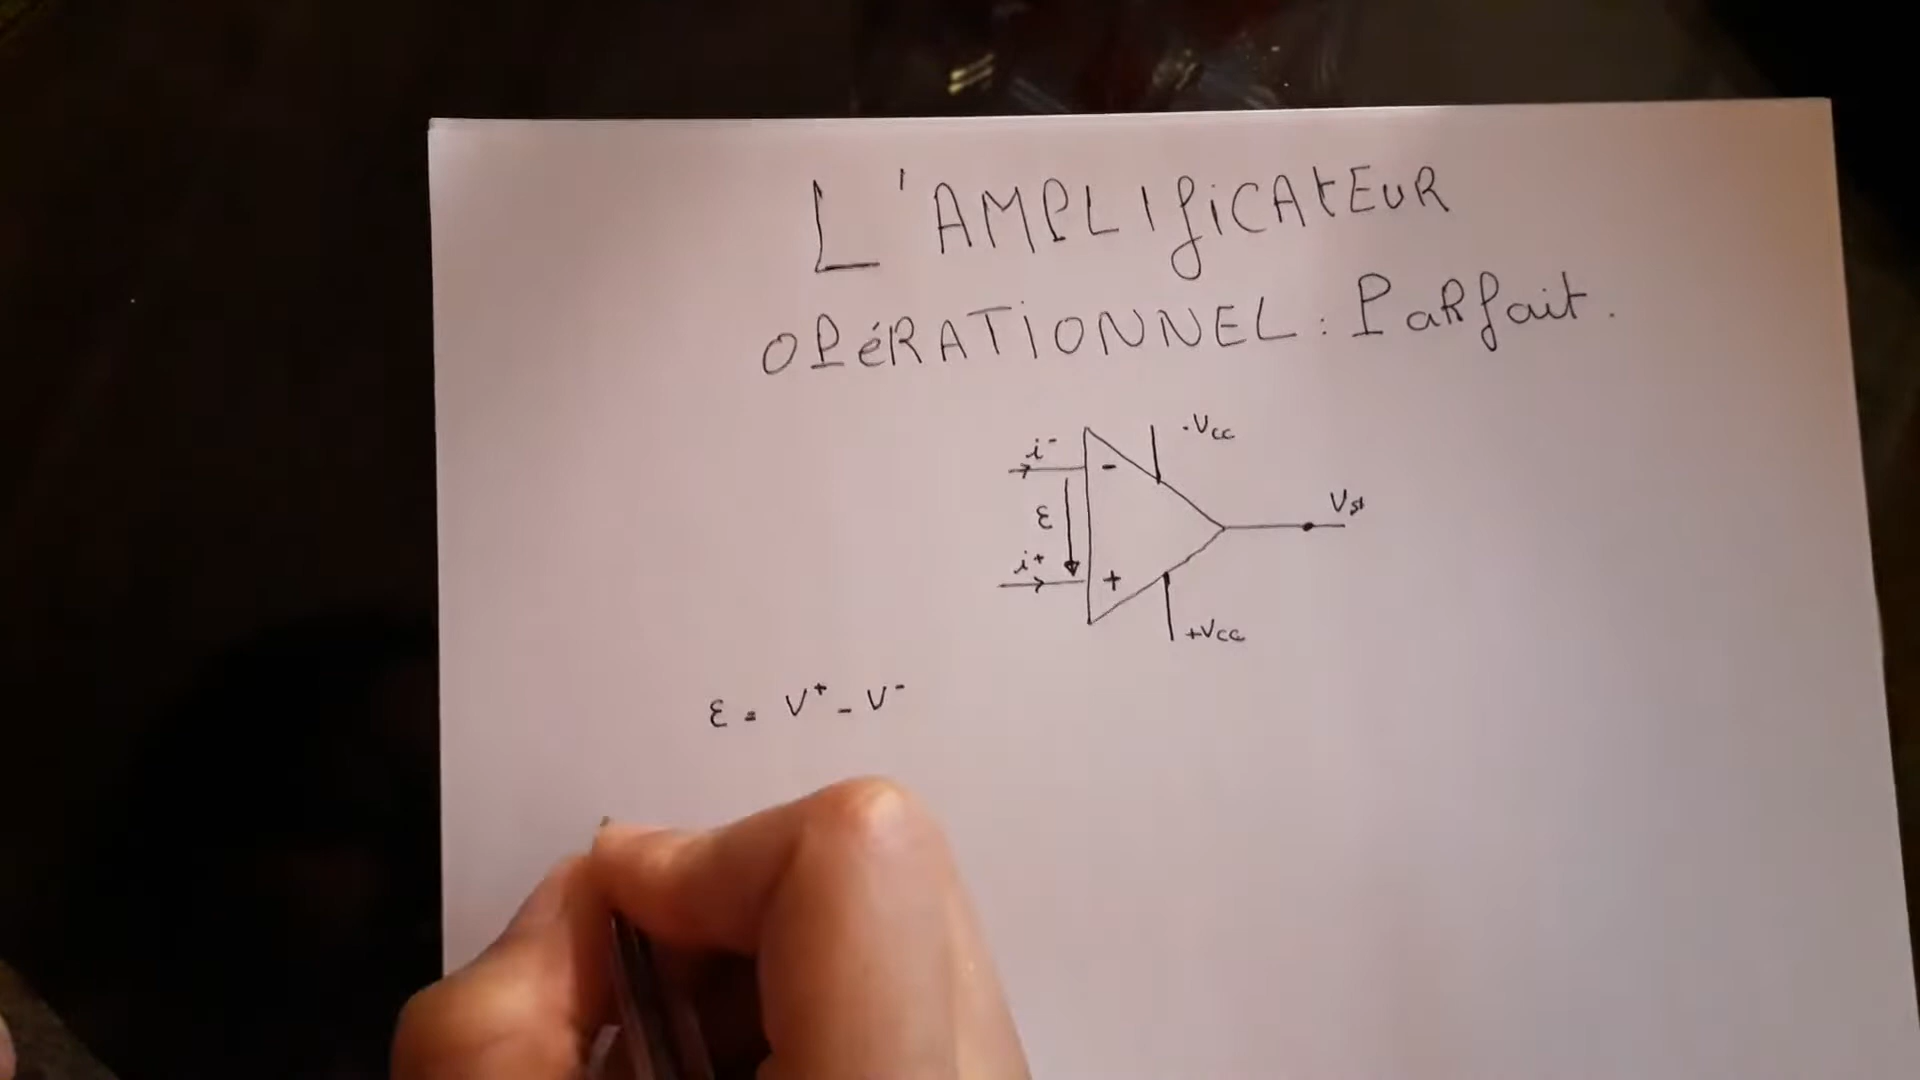 L'AMPLIfiCAtEUR
OPéRATIONNEL : PaRfait.
i-
-Vcc
-
ε
Vs
i+
+
+Vcc
ε = V+ - V-